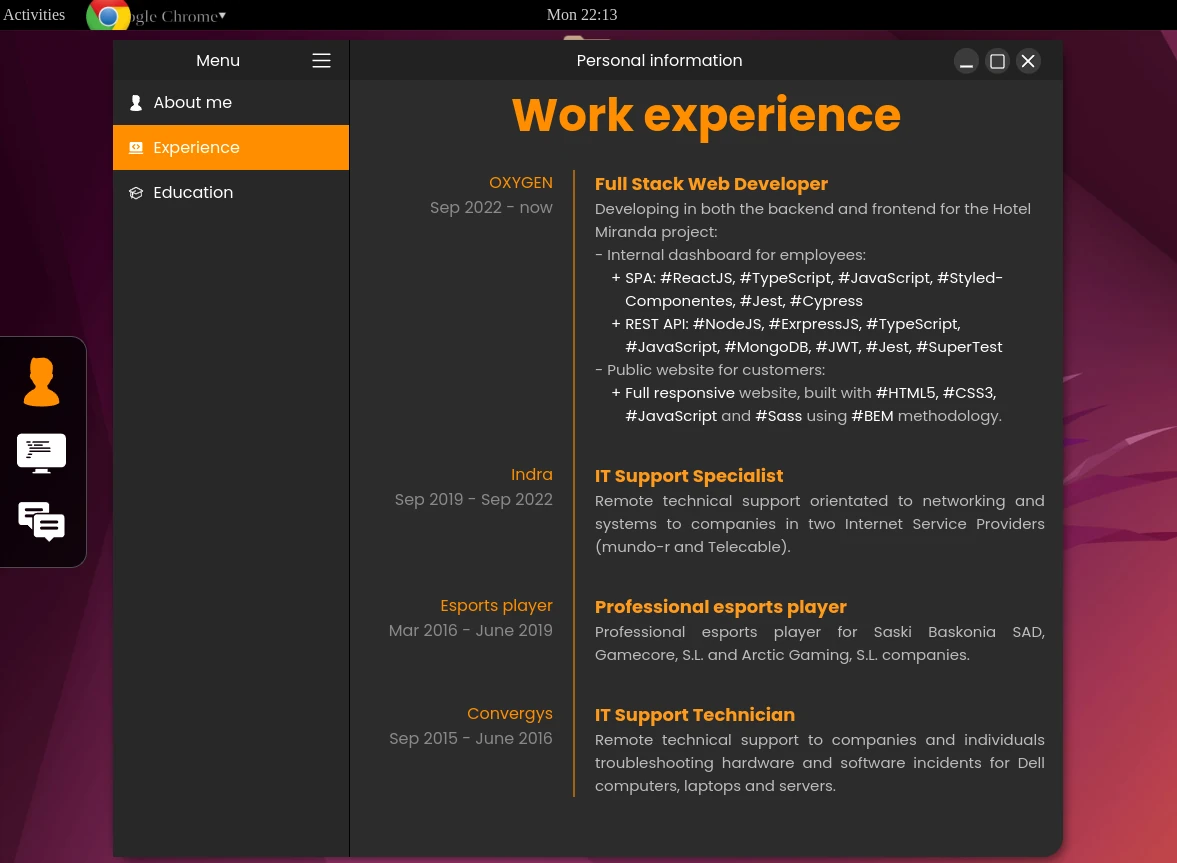 Activities
ogle Chrome▾
Mon 22:13
Menu
Personal information
About me
Experience
Education
Work experience
OXYGEN
Sep 2022 - now
Full Stack Web Developer
Developing in both the backend and frontend for the Hotel
Miranda project:
- Internal dashboard for employees:
+ SPA: #ReactJS, #TypeScript, #JavaScript, #Styled-
Componentes, #Jest, #Cypress
+ REST API: #NodeJS, #ExrpressJS, #TypeScript,
#JavaScript, #MongoDB, #JWT, #Jest, #SuperTest
- Public website for customers:
+ Full responsive website, built with #HTML5, #CSS3,
#JavaScript and #Sass using #BEM methodology.
Indra
Sep 2019 - Sep 2022
IT Support Specialist
Remote technical support orientated to networking and
systems to companies in two Internet Service Providers
(mundo-r and Telecable).
Esports player
Mar 2016 - June 2019
Professional esports player
Professional esports player for Saski Baskonia SAD,
Gamecore, S.L. and Arctic Gaming, S.L. companies.
Convergys
Sep 2015 - June 2016
IT Support Technician
Remote technical support to companies and individuals
troubleshooting hardware and software incidents for Dell
computers, laptops and servers.